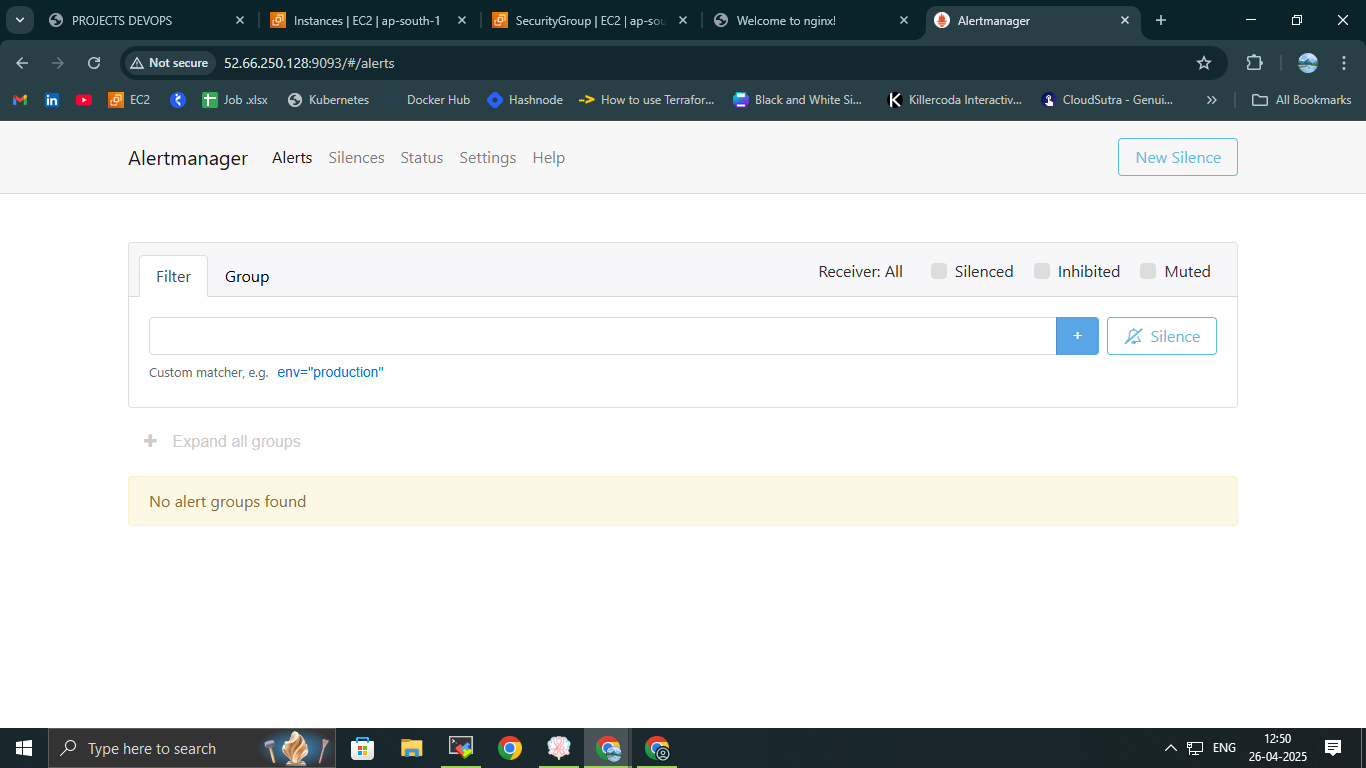 PROJECTS DEVOPS
Instances | EC2 | ap-south-1
SecurityGroup | EC2 | ap-sou
Welcome to nginx!
Alertmanager
Not secure
52.66.250.128:9093/#/alerts
EC2
Job .xlsx
Kubernetes
Docker Hub
Hashnode
How to use Terrafor...
Black and White Si...
Killercoda Interactiv...
CloudSutra - Genui...
All Bookmarks
Alertmanager
Alerts
Silences
Status
Settings
Help
New Silence
Filter
Group
Receiver: All
Silenced
Inhibited
Muted
+
Silence
Custom matcher, e.g. env="production"
+ Expand all groups
No alert groups found
Type here to search
ENG
12:50
26-04-2025